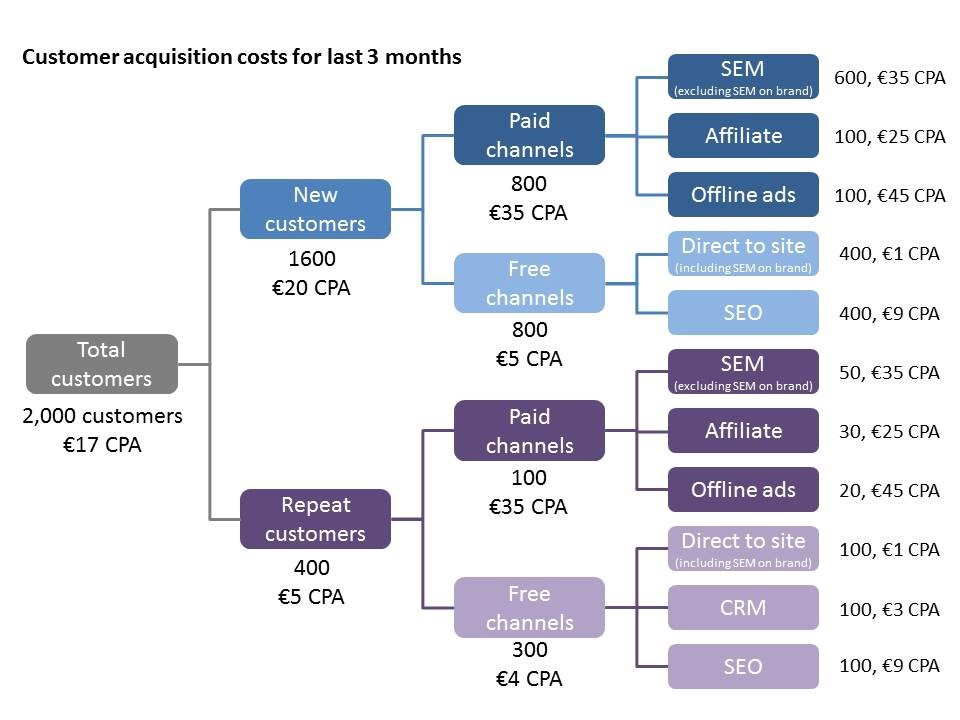 Customer acquisition costs for last 3 months
Total
customers
2,000 customers
€17 CPA
New
customers
1600
€20 CPA
Paid
channels
800
€35 CPA
SEM
(excluding SEM on brand)
600, €35 CPA
Affiliate
100, €25 CPA
Offline ads
100, €45 CPA
Free
channels
800
€5 CPA
Direct to site
(including SEM on brand)
400, €1 CPA
SEO
400, €9 CPA
Repeat
customers
400
€5 CPA
Paid
channels
100
€35 CPA
SEM
(excluding SEM on brand)
50, €35 CPA
Affiliate
30, €25 CPA
Offline ads
20, €45 CPA
Free
channels
300
€4 CPA
Direct to site
(including SEM on brand)
100, €1 CPA
CRM
100, €3 CPA
SEO
100, €9 CPA